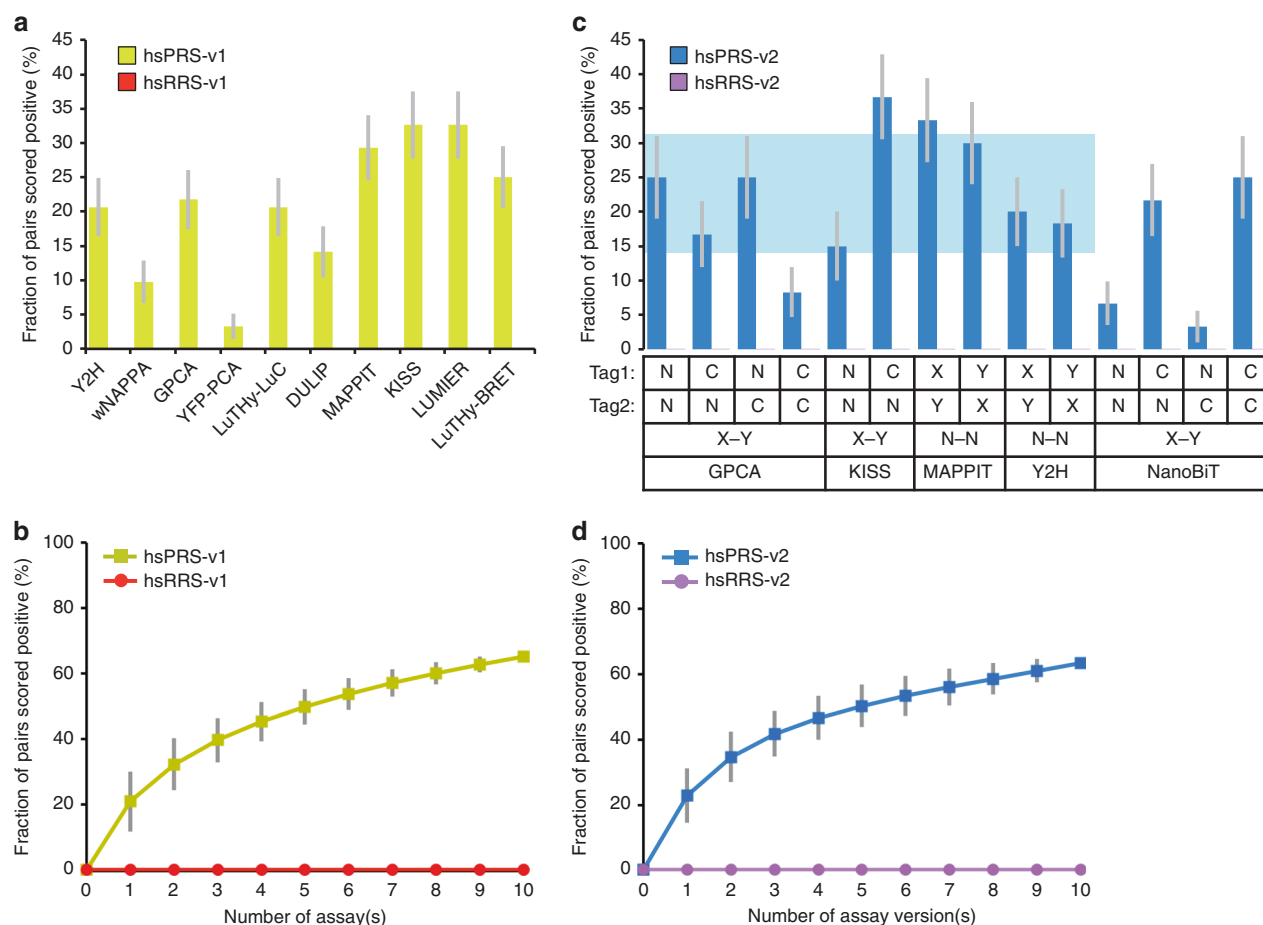 a
Fraction of pairs scored positive (%)
45
40
35
30
25
20
15
10
5
0
hsPRS-v1
hsRRS-v1
Y2H
wNAPPA
GPCA
YFP-PCA
LuTHy-LuC
DULIP
MAPPIT
KISS
LUMIER
LuTHy-BRET
c
Fraction of pairs scored positive (%)
45
40
35
30
25
20
15
10
5
0
hsPRS-v2
hsRRS-v2
Tag1: N C N C N C X Y X Y N C N C
Tag2: N N C C N N Y X Y X N N C C
X–Y X–Y N–N N–N X–Y
GPCA KISS MAPPIT Y2H NanoBiT
b
Fraction of pairs scored positive (%)
100
80
60
40
20
0
hsPRS-v1
hsRRS-v1
0 1 2 3 4 5 6 7 8 9 10
Number of assay(s)
d
Fraction of pairs scored positive (%)
100
80
60
40
20
0
hsPRS-v2
hsRRS-v2
0 1 2 3 4 5 6 7 8 9 10
Number of assay version(s)